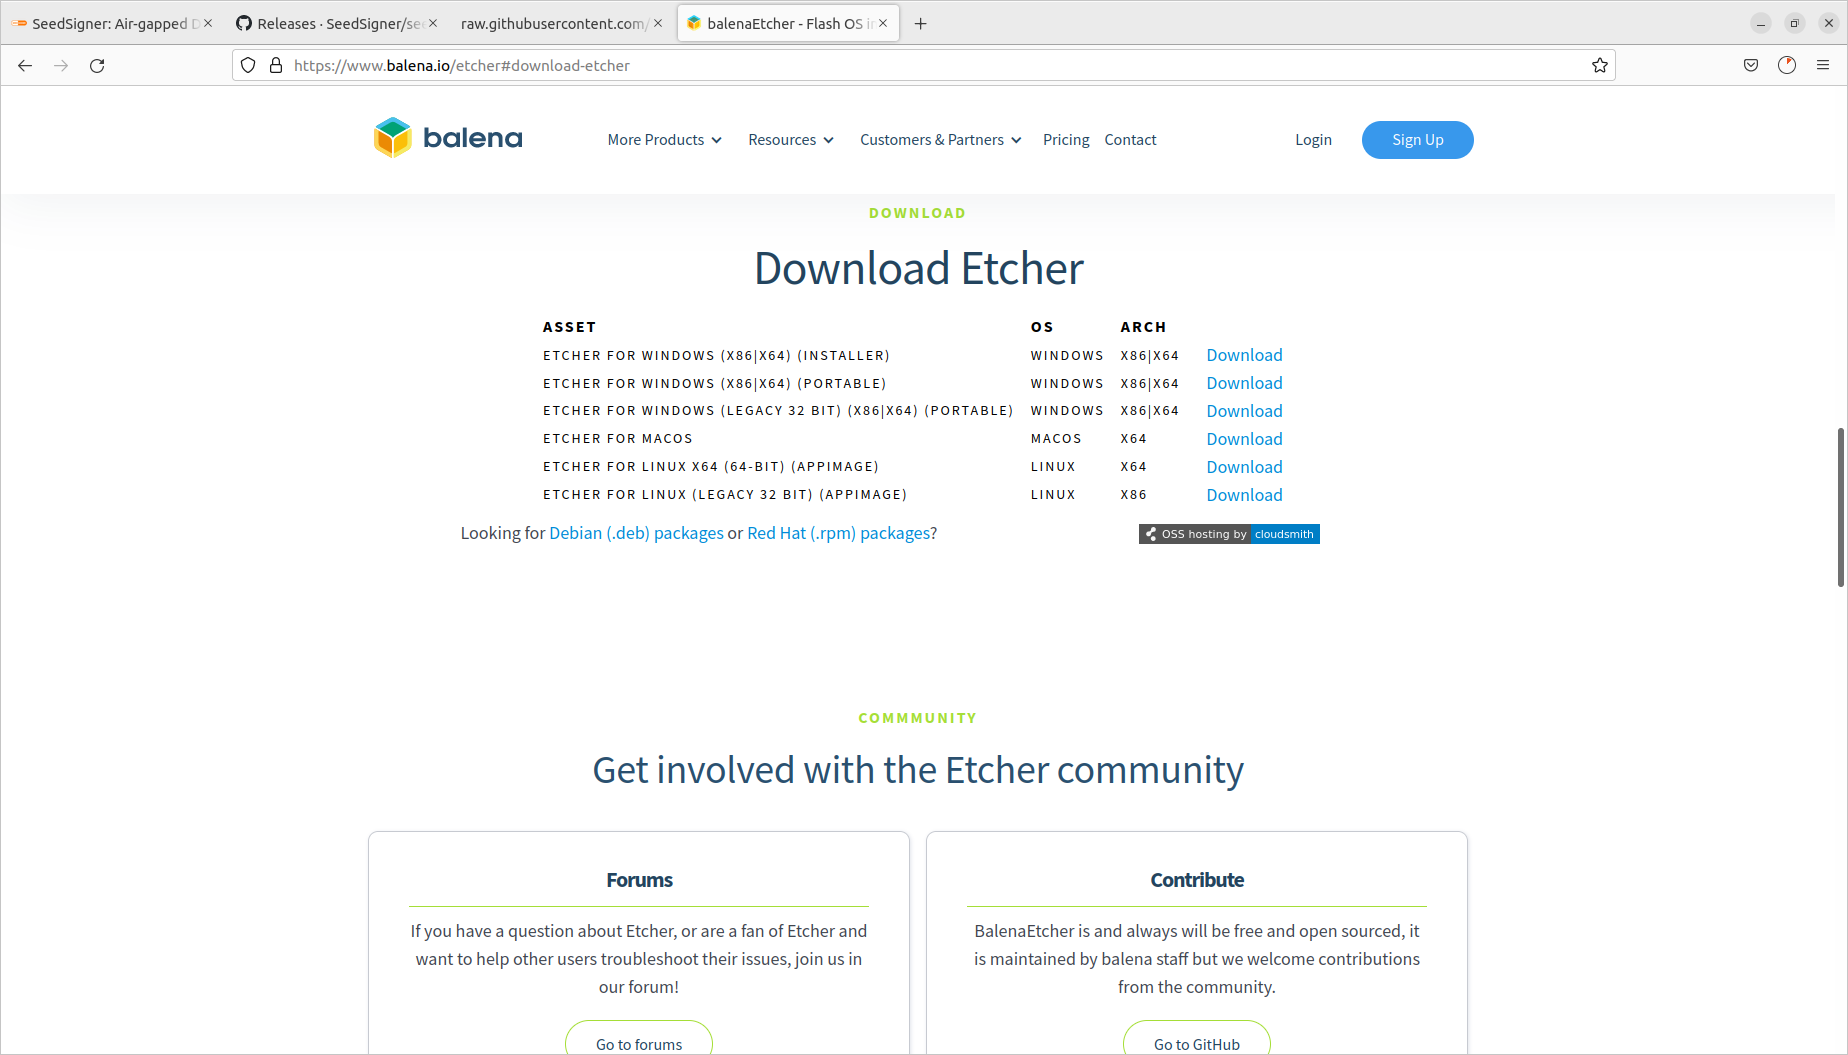 SeedSigner: Air-gapped D
Releases · SeedSigner/see
raw.githubusercontent.com/
balenaEtcher - Flash OS in
https://www.balena.io/etcher#download-etcher
balena
More Products
Resources
Customers & Partners
Pricing
Contact
Login
Sign Up
DOWNLOAD
Download Etcher
ASSET OS ARCH
ETCHER FOR WINDOWS (X86|X64) (INSTALLER) WINDOWS X86|X64 Download
ETCHER FOR WINDOWS (X86|X64) (PORTABLE) WINDOWS X86|X64 Download
ETCHER FOR WINDOWS (LEGACY 32 BIT) (X86|X64) (PORTABLE) WINDOWS X86|X64 Download
ETCHER FOR MACOS MACOS X64 Download
ETCHER FOR LINUX X64 (64-BIT) (APPIMAGE) LINUX X64 Download
ETCHER FOR LINUX (LEGACY 32 BIT) (APPIMAGE) LINUX X86 Download
Looking for Debian (.deb) packages or Red Hat (.rpm) packages?
OSS hosting by cloudsmith
COMMMUNITY
Get involved with the Etcher community
Forums
If you have a question about Etcher, or are a fan of Etcher and
want to help other users troubleshoot their issues, join us in
our forum!
Go to forums
Contribute
BalenaEtcher is and always will be free and open sourced, it
is maintained by balena staff but we welcome contributions
from the community.
Go to GitHub